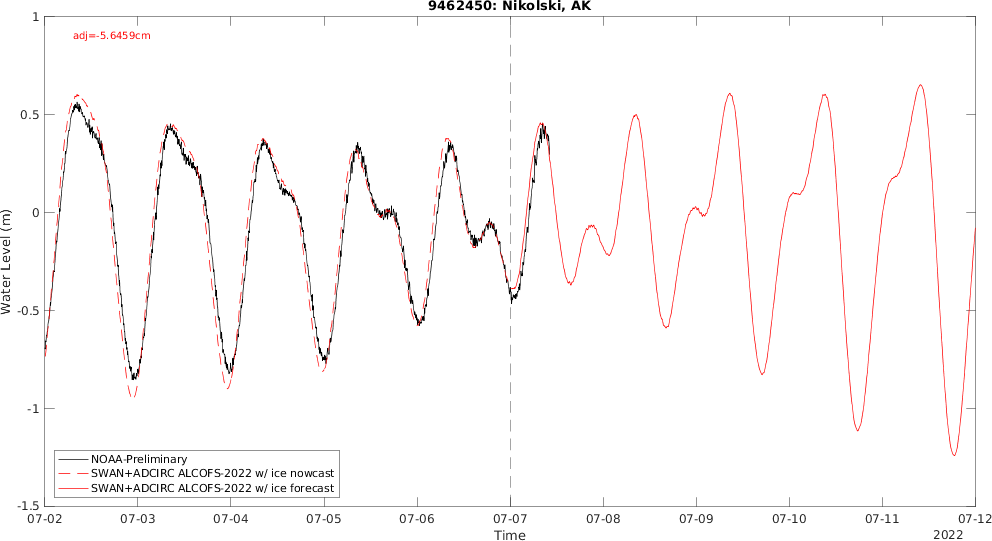 9462450: Nikolski, AK
adj=-5.6459cm
Water Level (m)
1
0.5
0
-0.5
-1
-1.5
NOAA-Preliminary
SWAN+ADCIRC ALCOFS-2022 w/ ice nowcast
SWAN+ADCIRC ALCOFS-2022 w/ ice forecast
07-02 07-03 07-04 07-05 07-06 07-07 07-08 07-09 07-10 07-11 07-12
Time
2022